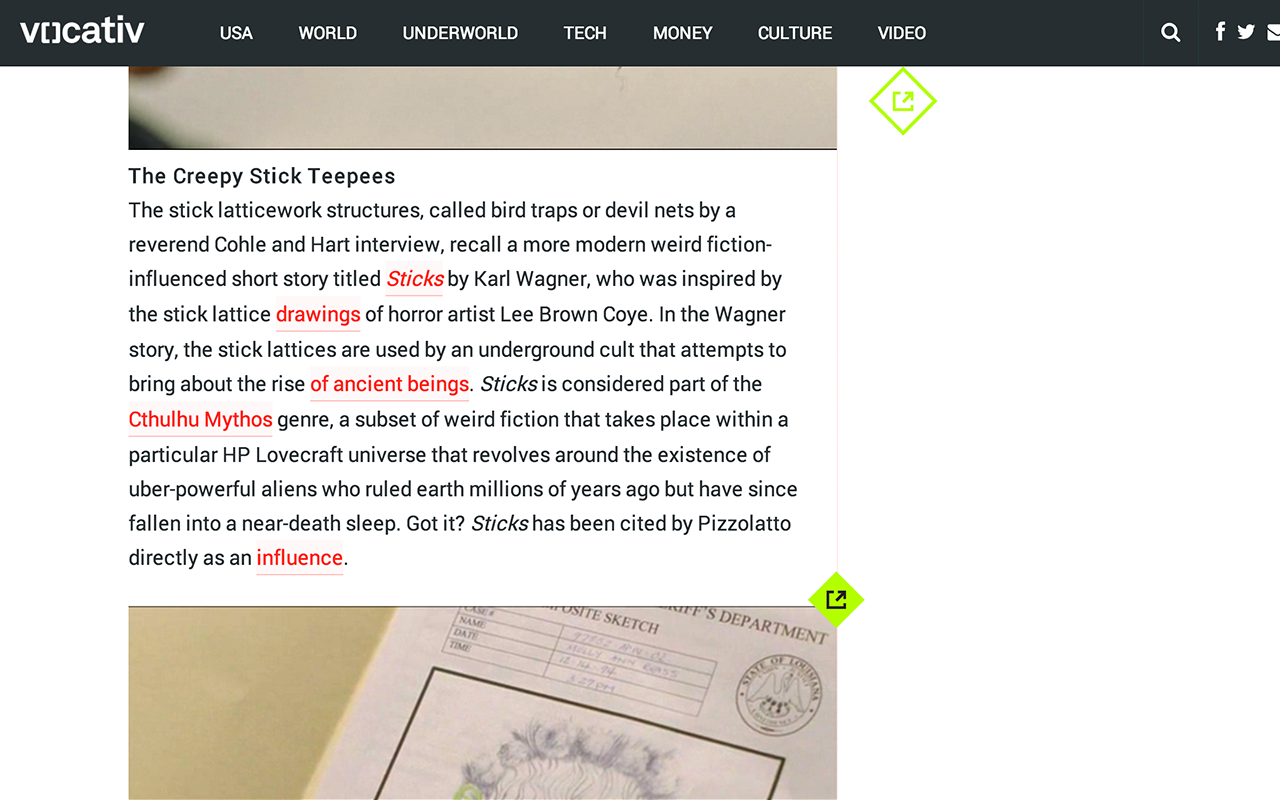 vocativ
USA WORLD UNDERWORLD TECH MONEY CULTURE VIDEO
The Creepy Stick Teepees
The stick latticework structures, called bird traps or devil nets by a
reverend Cohle and Hart interview, recall a more modern weird fiction-
influenced short story titled Sticks by Karl Wagner, who was inspired by
the stick lattice drawings of horror artist Lee Brown Coye. In the Wagner
story, the stick lattices are used by an underground cult that attempts to
bring about the rise of ancient beings. Sticks is considered part of the
Cthulhu Mythos genre, a subset of weird fiction that takes place within a
particular HP Lovecraft universe that revolves around the existence of
uber-powerful aliens who ruled earth millions of years ago but have since
fallen into a near-death sleep. Got it? Sticks has been cited by Pizzolatto
directly as an influence.
SKETCH
DEPARTMENT
CASE#
NAME
DATE
TIME
STATE OF LOUISIANA